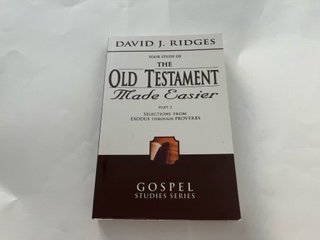 DAVID J. RIDGES
YOUR STUDY OF
THE
OLD TESTAMENT
Made Easier
PART 2
SELECTIONS FROM
EXODUS THROUGH PROVERBS
GOSPEL
STUDIES SERIES